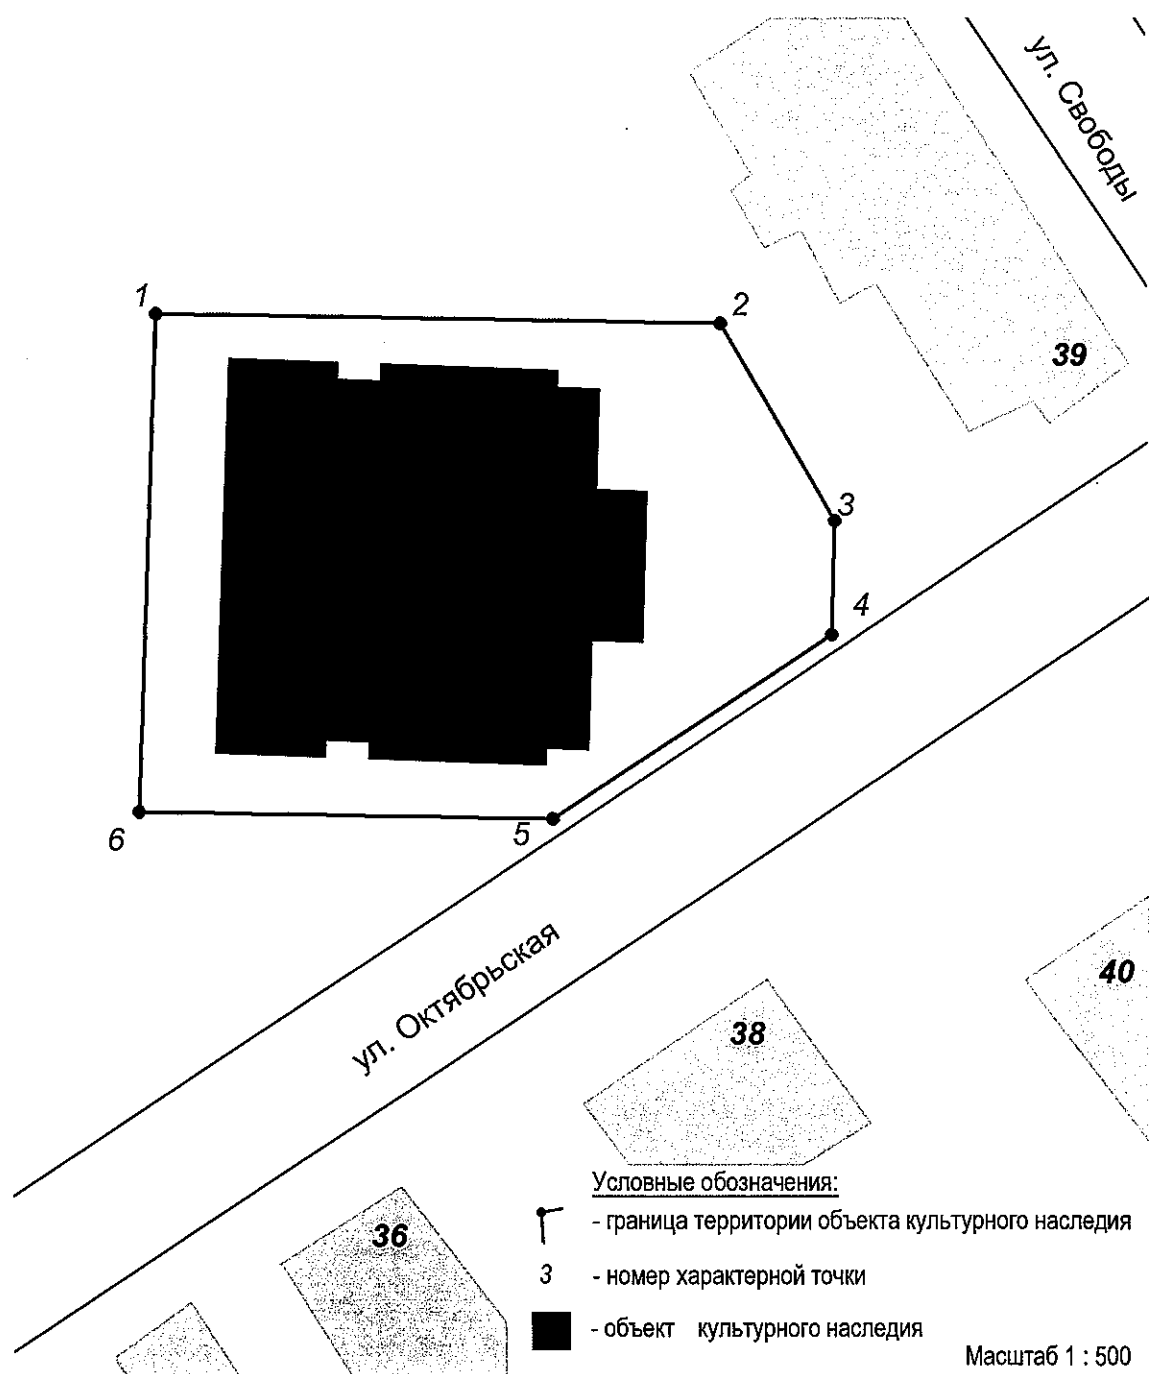 ул. Свободы
1
2
39
3
4
5
6
ул. Октябрьская
40
38
36
Условные обозначения:
- граница территории объекта культурного наследия
3 - номер характерной точки
- объект культурного наследия
Масштаб 1 : 500